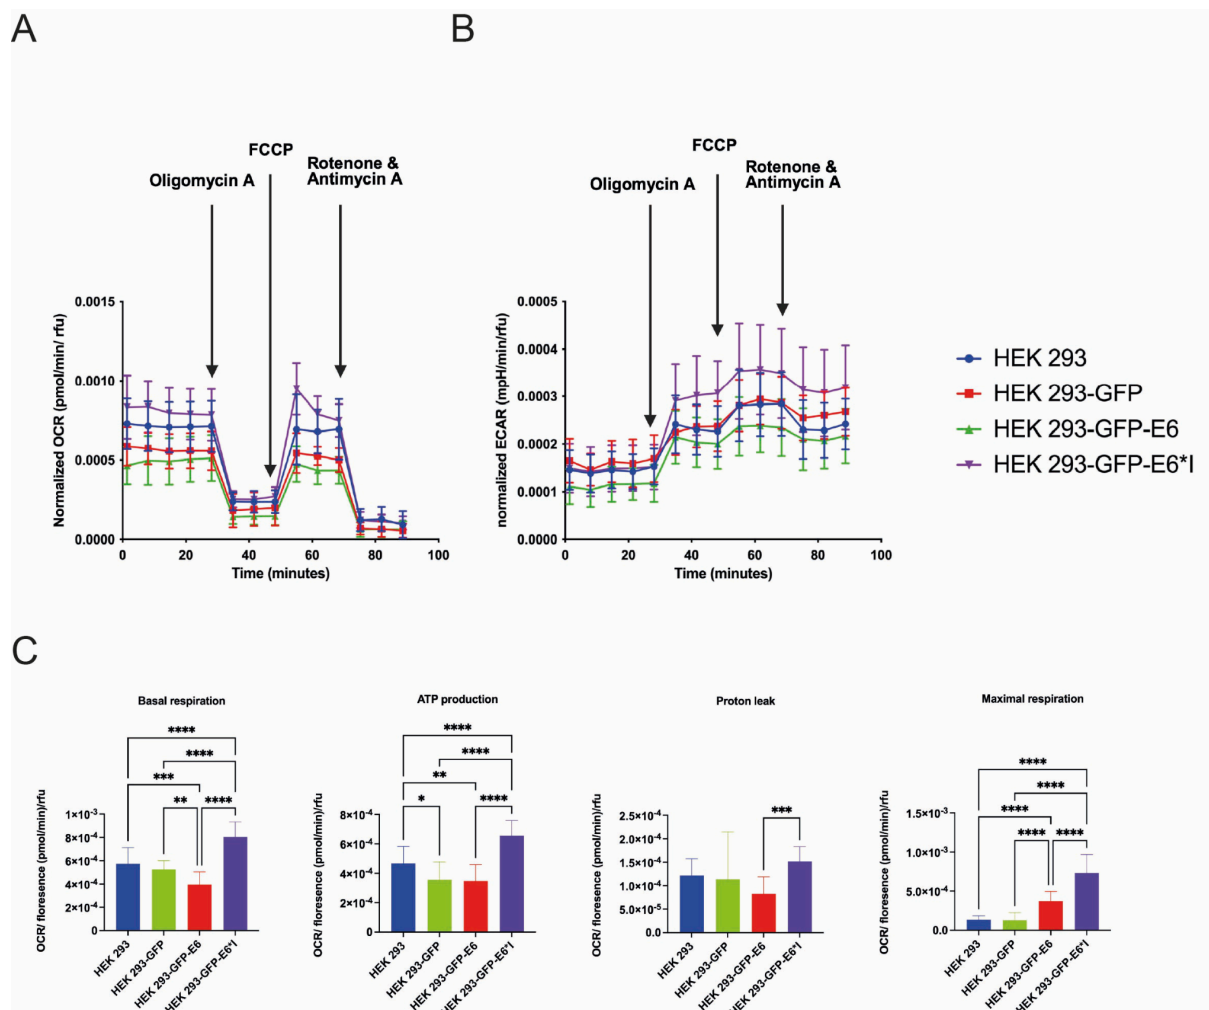 A
B
FCCP
Oligomycin A
Rotenone &
Antimycin A
FCCP
Oligomycin A
Rotenone &
Antimycin A
Normalized OCR (pmol/min/ rfu)
0.0015
0.0010
0.0005
0.0000
0
20
40
60
80
100
Time (minutes)
normalized ECAR (mpH/min/rfu)
0.0005
0.0004
0.0003
0.0002
0.0001
0.0000
0
20
40
60
80
100
Time (minutes)
HEK 293
HEK 293-GFP
HEK 293-GFP-E6
HEK 293-GFP-E6*I
C
Basal respiration
****
****
***
**
****
OCR/ floresence (pmol/min)/rfu
1×10-3
8×10-4
6×10-4
4×10-4
2×10-4
0
HEK 293
HEK 293-GFP
HEK 293-GFP-E6
HEK 293-GFP-E6*I
ATP production
****
****
**
*
****
OCR/ floresence (pmol/min)/rfu
8×10-4
6×10-4
4×10-4
2×10-4
0
HEK 293
HEK 293-GFP
HEK 293-GFP-E6
HEK 293-GFP-E6*I
Proton leak
***
OCR/ floresence (pmol/min)/rfu
2.5×10-4
2.0×10-4
1.5×10-4
1.0×10-4
5.0×10-5
0.0
HEK 293
HEK 293-GFP
HEK 293-GFP-E6
HEK 293-GFP-E6*I
Maximal respiration
****
****
****
****
****
OCR/ floresence (pmol/min)/rfu
1.5×10-3
1.0×10-3
5.0×10-4
0.0
HEK 293
HEK 293-GFP
HEK 293-GFP-E6
HEK 293-GFP-E6*I